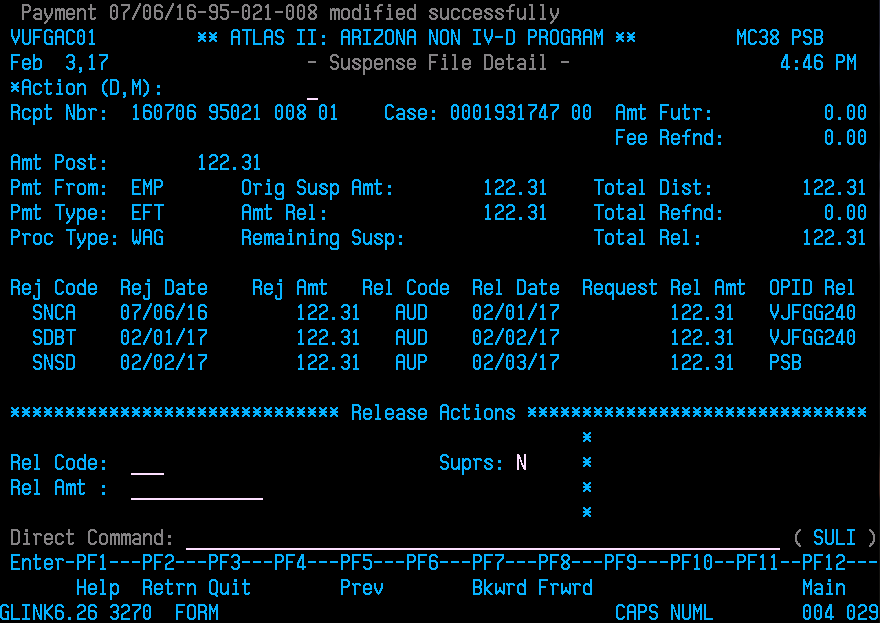 Payment 07/06/16-95-021-008 modified successfully
VUFGAC01 ** ATLAS II: ARIZONA NON IV-D PROGRAM ** MC38 PSB
Feb 3,17 - Suspense File Detail - 4:46 PM
*Action (D,M): _
Rcpt Nbr: 160706 95021 008 01 Case: 0001931747 00 Amt Futr: 0.00
Fee Refnd: 0.00
Amt Post: 122.31
Pmt From: EMP Orig Susp Amt: 122.31 Total Dist: 122.31
Pmt Type: EFT Amt Rel: 122.31 Total Refnd: 0.00
Proc Type: WAG Remaining Susp: Total Rel: 122.31
Rej Code Rej Date Rej Amt Rel Code Rel Date Request Rel Amt OPID Rel
SNCA 07/06/16 122.31 AUD 02/01/17 122.31 VJFGG240
SDBT 02/01/17 122.31 AUD 02/02/17 122.31 VJFGG240
SNSD 02/02/17 122.31 AUP 02/03/17 122.31 PSB
****************************** Release Actions *******************************
*
Rel Code: ___ Suprs: N *
Rel Amt : ____________ *
*
Direct Command: ______________________________________________________ ( SULI )
Enter-PF1---PF2---PF3---PF4---PF5---PF6---PF7---PF8---PF9---PF10--PF11--PF12---
Help Retrn Quit Prev Bkwrd Frwrd Main
GLINK6.26 3270 FORM CAPS NUML 004 029